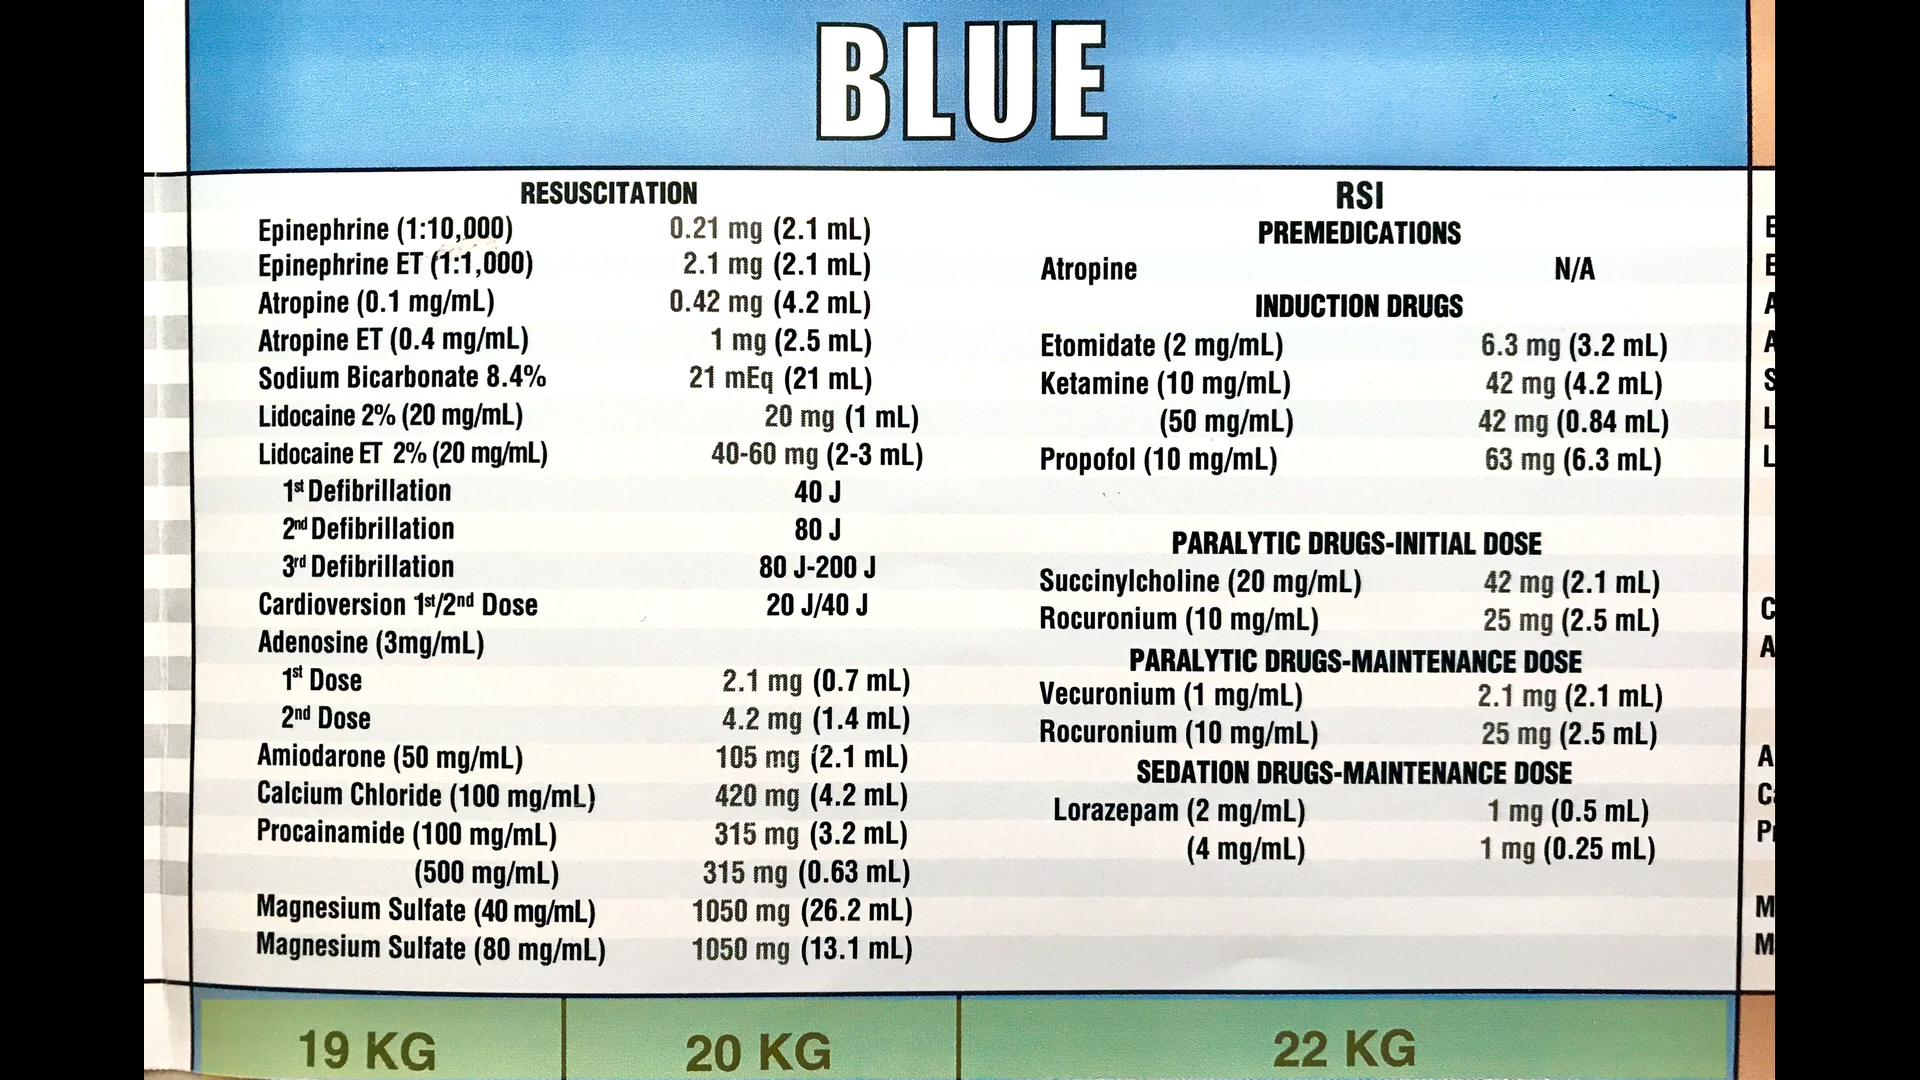 BLUE
RESUSCITATION
Epinephrine (1:10,000) 0.21 mg (2.1 mL)
Epinephrine ET (1:1,000) 2.1 mg (2.1 mL)
Atropine (0.1 mg/mL) 0.42 mg (4.2 mL)
Atropine ET (0.4 mg/mL) 1 mg (2.5 mL)
Sodium Bicarbonate 8.4% 21 mEq (21 mL)
Lidocaine 2% (20 mg/mL) 20 mg (1 mL)
Lidocaine ET 2% (20 mg/mL) 40-60 mg (2-3 mL)
1st Defibrillation 40 J
2nd Defibrillation 80 J
3rd Defibrillation 80 J-200 J
Cardioversion 1st/2nd Dose 20 J/40 J
Adenosine (3mg/mL)
1st Dose 2.1 mg (0.7 mL)
2nd Dose 4.2 mg (1.4 mL)
Amiodarone (50 mg/mL) 105 mg (2.1 mL)
Calcium Chloride (100 mg/mL) 420 mg (4.2 mL)
Procainamide (100 mg/mL) 315 mg (3.2 mL)
(500 mg/mL) 315 mg (0.63 mL)
Magnesium Sulfate (40 mg/mL) 1050 mg (26.2 mL)
Magnesium Sulfate (80 mg/mL) 1050 mg (13.1 mL)
RSI
PREMEDICATIONS
Atropine N/A
INDUCTION DRUGS
Etomidate (2 mg/mL) 6.3 mg (3.2 mL)
Ketamine (10 mg/mL) 42 mg (4.2 mL)
(50 mg/mL) 42 mg (0.84 mL)
Propofol (10 mg/mL) 63 mg (6.3 mL)
PARALYTIC DRUGS-INITIAL DOSE
Succinylcholine (20 mg/mL) 42 mg (2.1 mL)
Rocuronium (10 mg/mL) 25 mg (2.5 mL)
PARALYTIC DRUGS-MAINTENANCE DOSE
Vecuronium (1 mg/mL) 2.1 mg (2.1 mL)
Rocuronium (10 mg/mL) 25 mg (2.5 mL)
SEDATION DRUGS-MAINTENANCE DOSE
Lorazepam (2 mg/mL) 1 mg (0.5 mL)
(4 mg/mL) 1 mg (0.25 mL)
19 KG 20 KG 22 KG